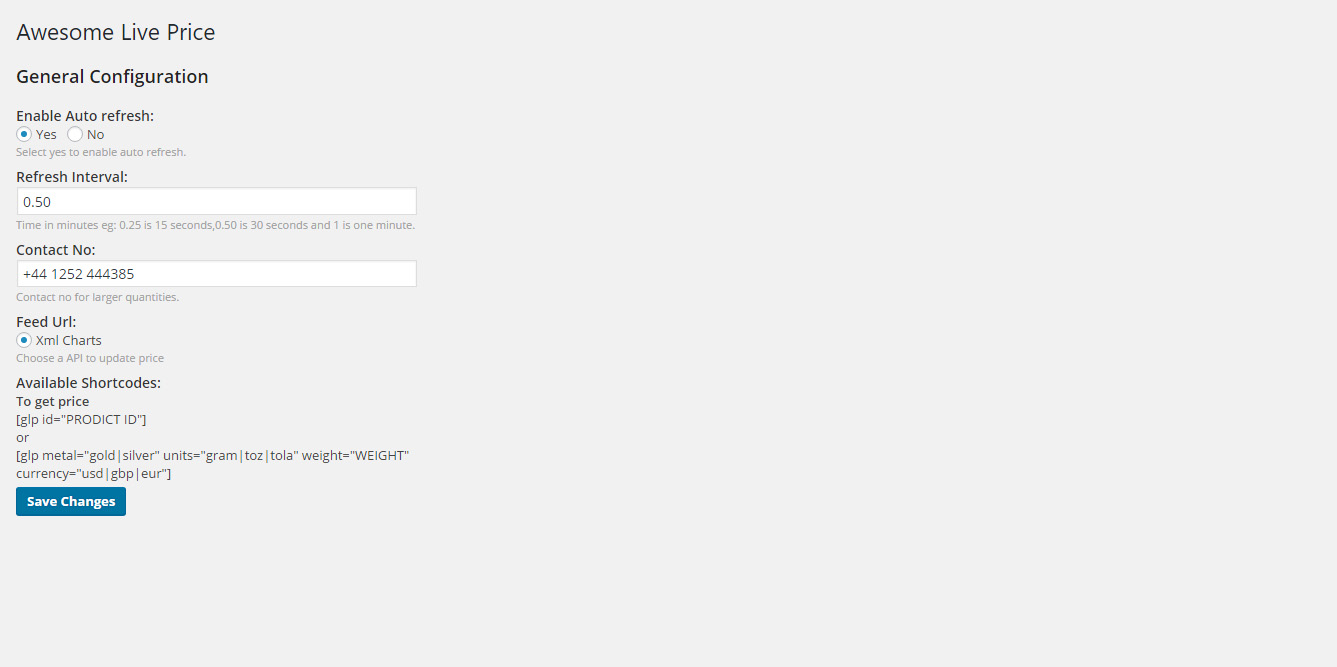 Awesome Live Price
General Configuration
Enable Auto refresh:
Yes No
Select yes to enable auto refresh.
Refresh Interval:
0.50
Time in minutes eg: 0.25 is 15 seconds,0.50 is 30 seconds and 1 is one minute.
Contact No:
+44 1252 444385
Contact no for larger quantities.
Feed Url:
Xml Charts
Choose a API to update price
Available Shortcodes:
To get price
[glp id="PRODICT ID"]
or
[glp metal="gold|silver" units="gram|toz|tola" weight="WEIGHT"
currency="usd|gbp|eur"]
Save Changes